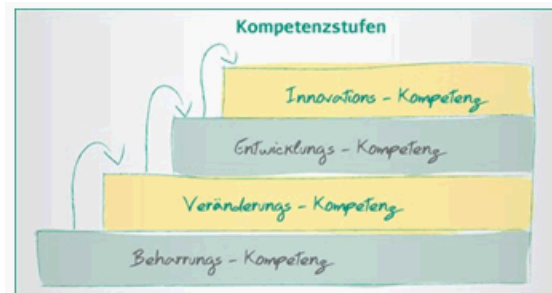 Kompetenzstufen
Innovations - Kompetenz
Entwicklungs - Kompetenz
Veränderungs - Kompetenz
Beharrungs - Kompetenz